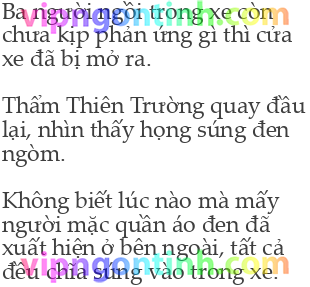 Ba người ngồi trong xe còn
chưa kịp phản ứng gì thì cửa
xe đã bị mở ra.
Thẩm Thiên Trường quay đầu
lại, nhìn thấy họng súng đen
ngòm.
Không biết lúc nào mà mấy
người mặc quần áo đen đã
xuất hiện ở bên ngoài, tất cả
đều chĩa súng vào trong xe.
vipngontinh.com
vipngontinh.com